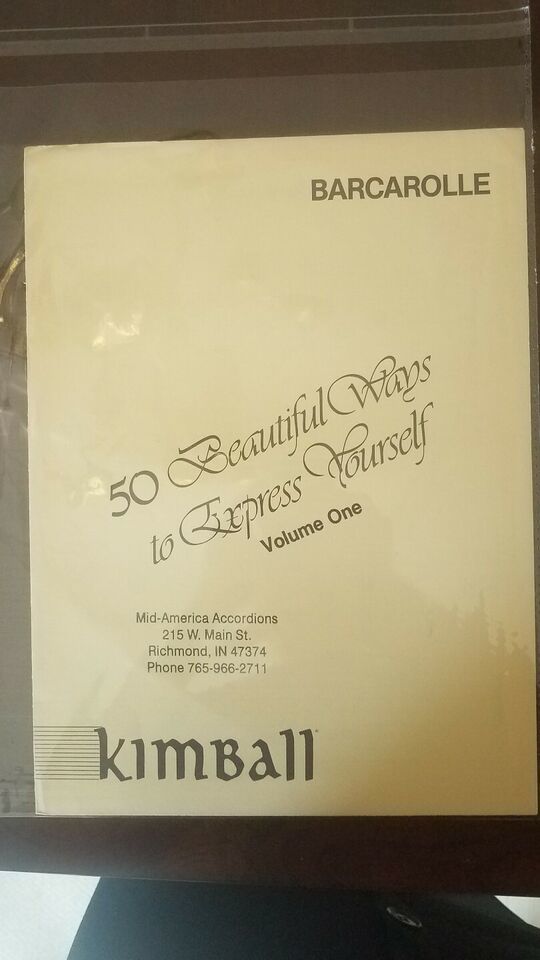 BARCAROLLE
50 Beautiful Ways
to Express Yourself
Volume One
Mid-America Accordions
215 W. Main St.
Richmond, IN 47374
Phone 765-966-2711
KIMBall